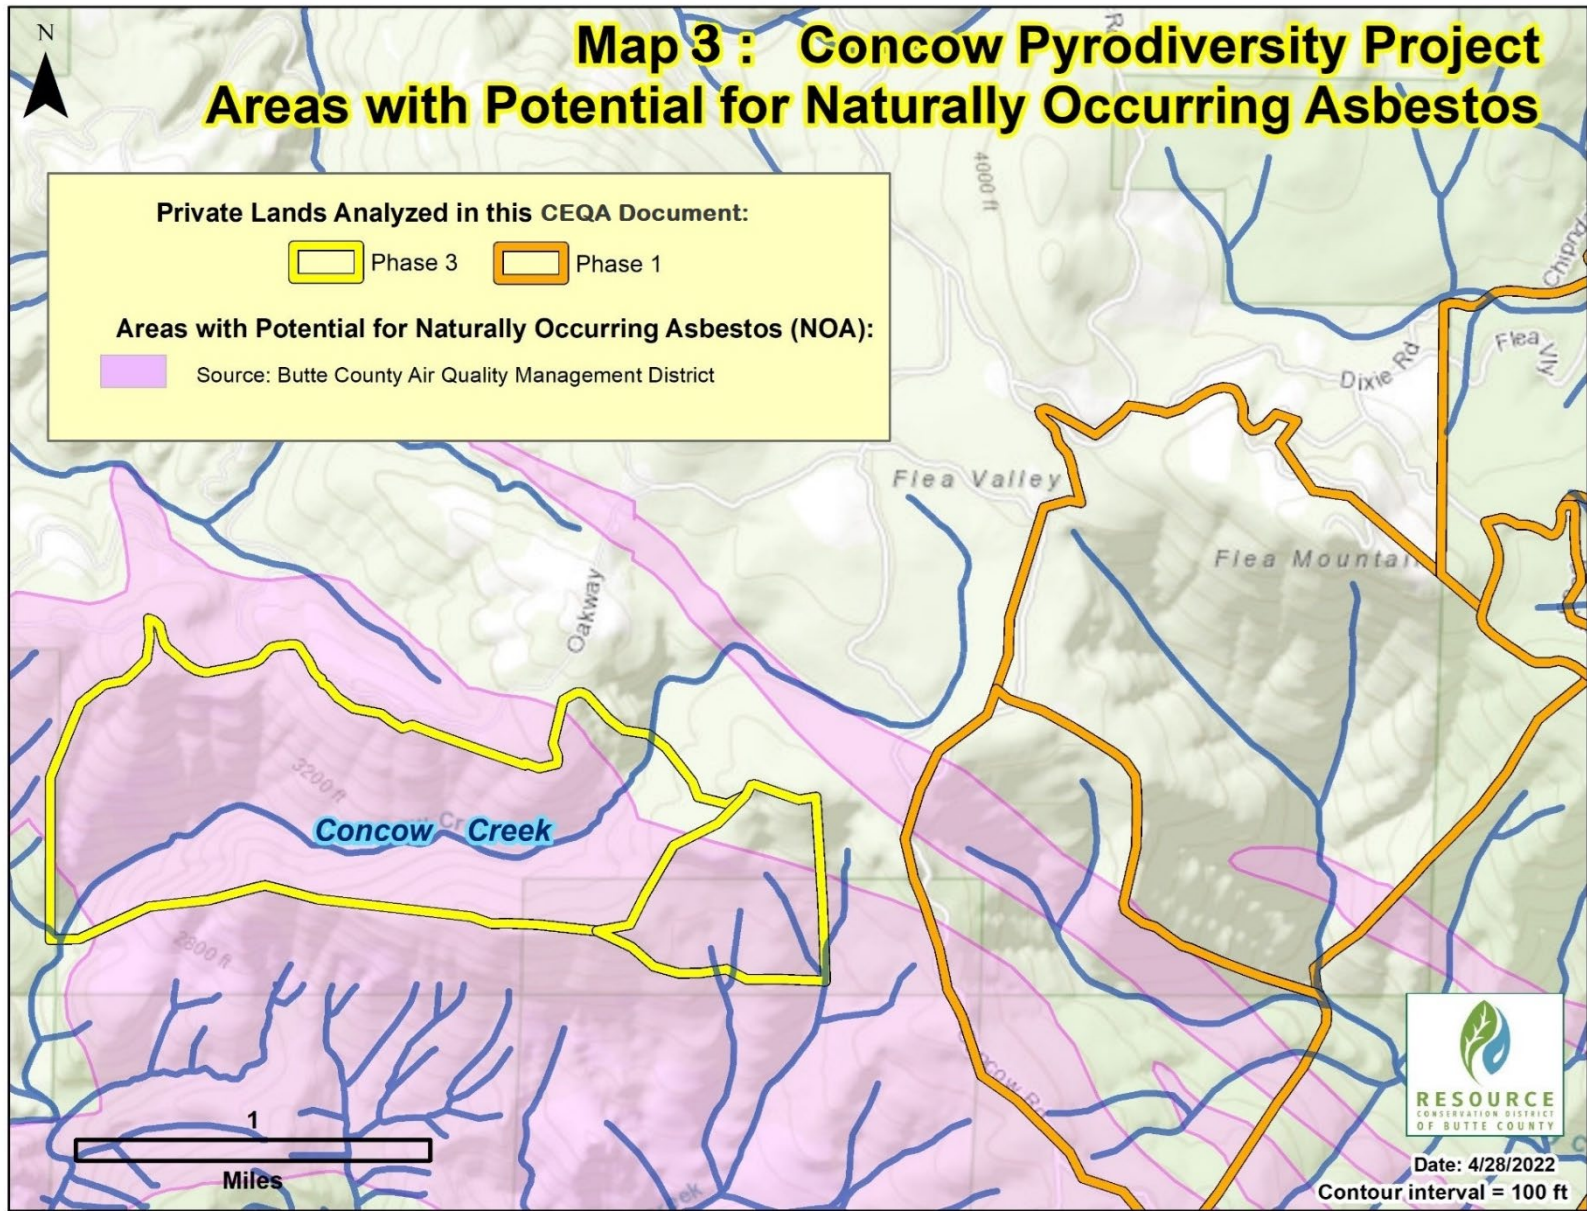 N
Map 3 : Concow Pyrodiversity Project
Areas with Potential for Naturally Occurring Asbestos
Private Lands Analyzed in this CEQA Document:
Phase 3
Phase 1
Areas with Potential for Naturally Occurring Asbestos (NOA):
Source: Butte County Air Quality Management District
4000 ft
Dixie Rd
Flea Vly
Flea Valley
Flea Mountain
Oakway
3200 ft
Concow Creek
2800 ft
1
Miles
RESOURCE
CONSERVATION DISTRICT
OF BUTTE COUNTY
Date: 4/28/2022
Contour interval = 100 ft